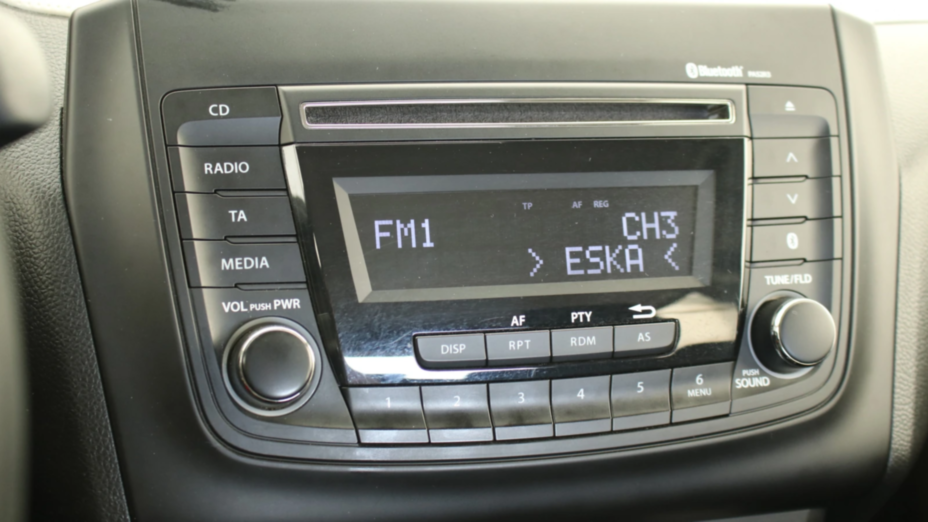 Bluetooth
CD
RADIO
TA
MEDIA
VOL PUSH PWR
TP AF REG
FM1 CH3
> ESKA <
TUNE/FLD
PUSH
SOUND
AF PTY
DISP RPT RDM AS
1 2 3 4 5 6
MENU